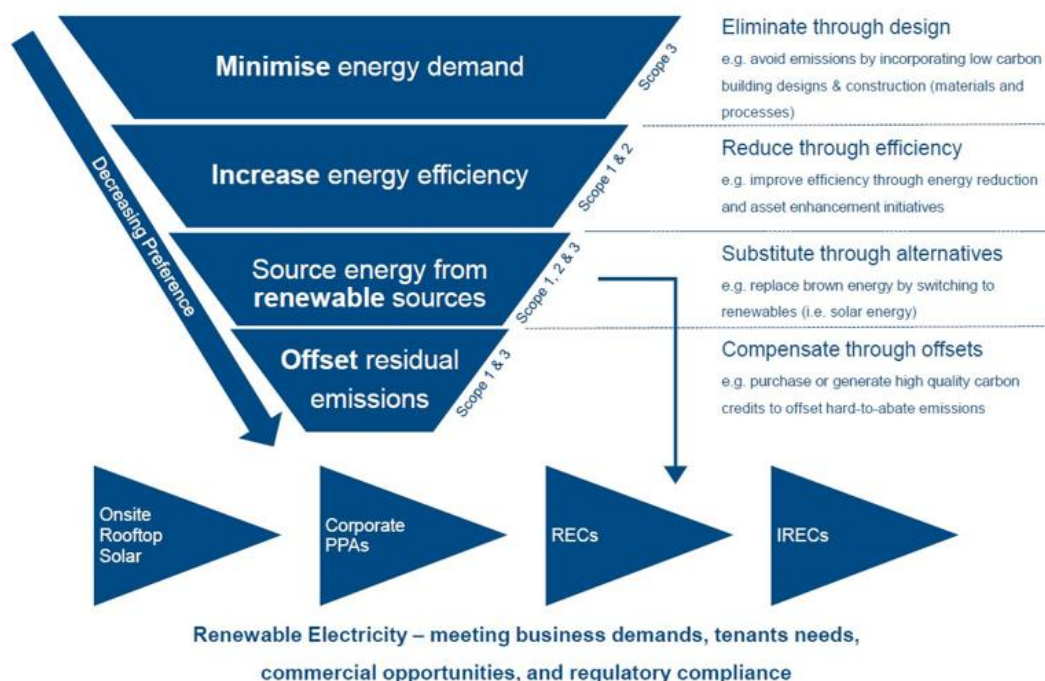 Minimise energy demand
Scope 3
Eliminate through design
e.g. avoid emissions by incorporating low carbon
building designs & construction (materials and
processes)
Decreasing Preference
Increase energy efficiency
Scope 1 & 2
Reduce through efficiency
e.g. improve efficiency through energy reduction
and asset enhancement initiatives
Source energy from
renewable sources
Scope 1, 2 & 3
Substitute through alternatives
e.g. replace brown energy by switching to
renewables (i.e. solar energy)
Offset residual
emissions
Scope 1 & 3
Compensate through offsets
e.g. purchase or generate high quality carbon
credits to offset hard-to-abate emissions
Onsite
Rooftop
Solar
Corporate
PPAs
RECs
IRECs
Renewable Electricity – meeting business demands, tenants needs,
commercial opportunities, and regulatory compliance